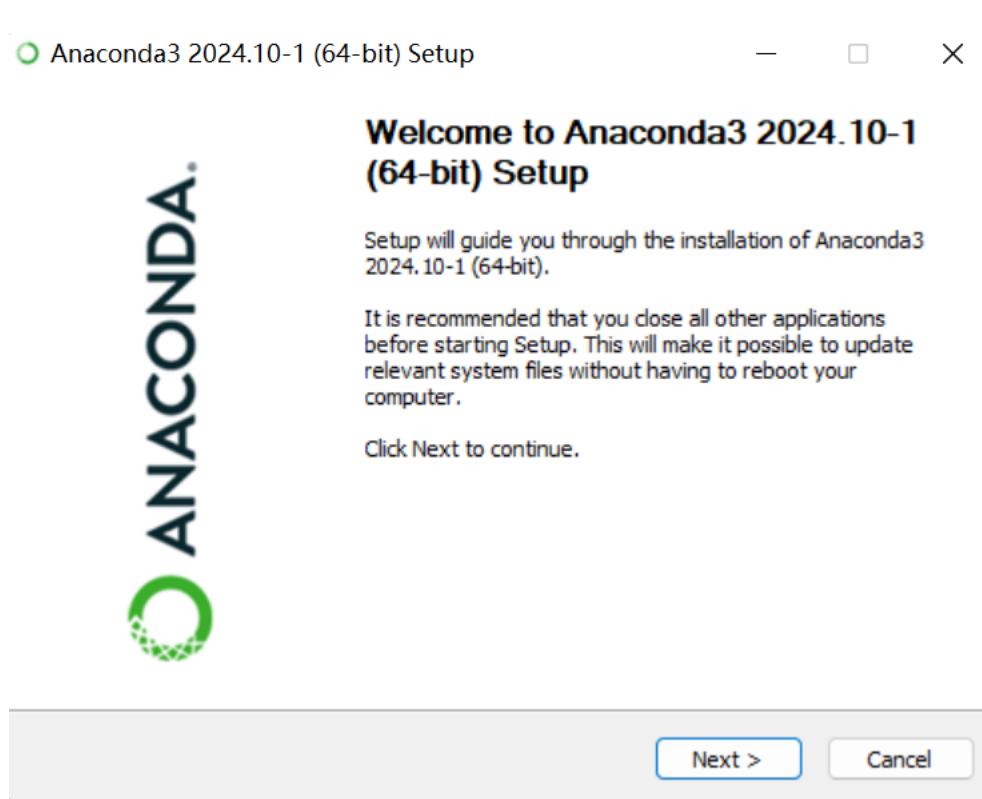 Anaconda3 2024.10-1 (64-bit) Setup
Welcome to Anaconda3 2024.10-1
(64-bit) Setup
Setup will guide you through the installation of Anaconda3
2024.10-1 (64-bit).
It is recommended that you close all other applications
before starting Setup. This will make it possible to update
relevant system files without having to reboot your
computer.
Click Next to continue.
ANACONDA.
Next >
Cancel